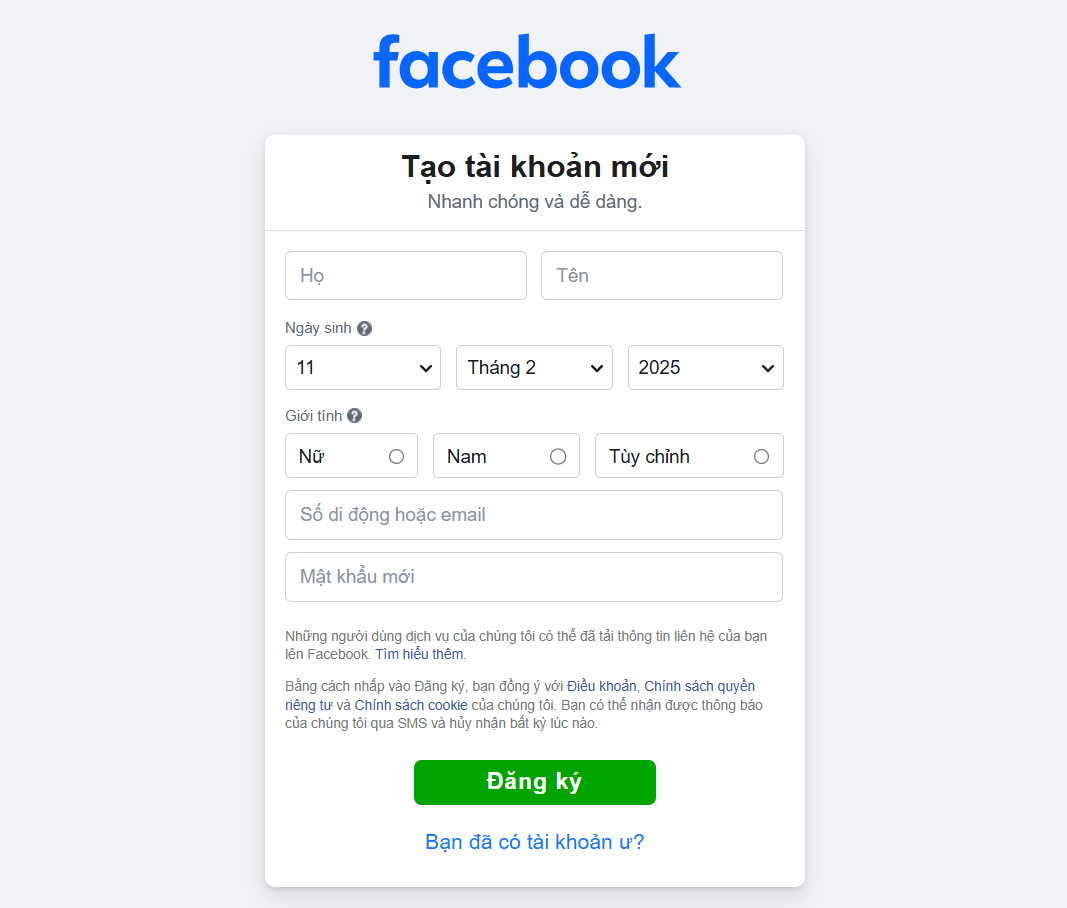 facebook
Tạo tài khoản mới
Nhanh chóng và dễ dàng.
Họ Tên
Ngày sinh ?
11 Tháng 2 2025
Giới tính ?
Nữ Nam Tùy chỉnh
Số di động hoặc email
Mật khẩu mới
Những người dùng dịch vụ của chúng tôi có thể đã tải thông tin liên hệ của bạn
lên Facebook. Tìm hiểu thêm.
Bằng cách nhấp vào Đăng ký, bạn đồng ý với Điều khoản, Chính sách quyền
riêng tư và Chính sách cookie của chúng tôi. Bạn có thể nhận được thông báo
của chúng tôi qua SMS và hủy nhận bất kỳ lúc nào.
Đăng ký
Bạn đã có tài khoản ư?